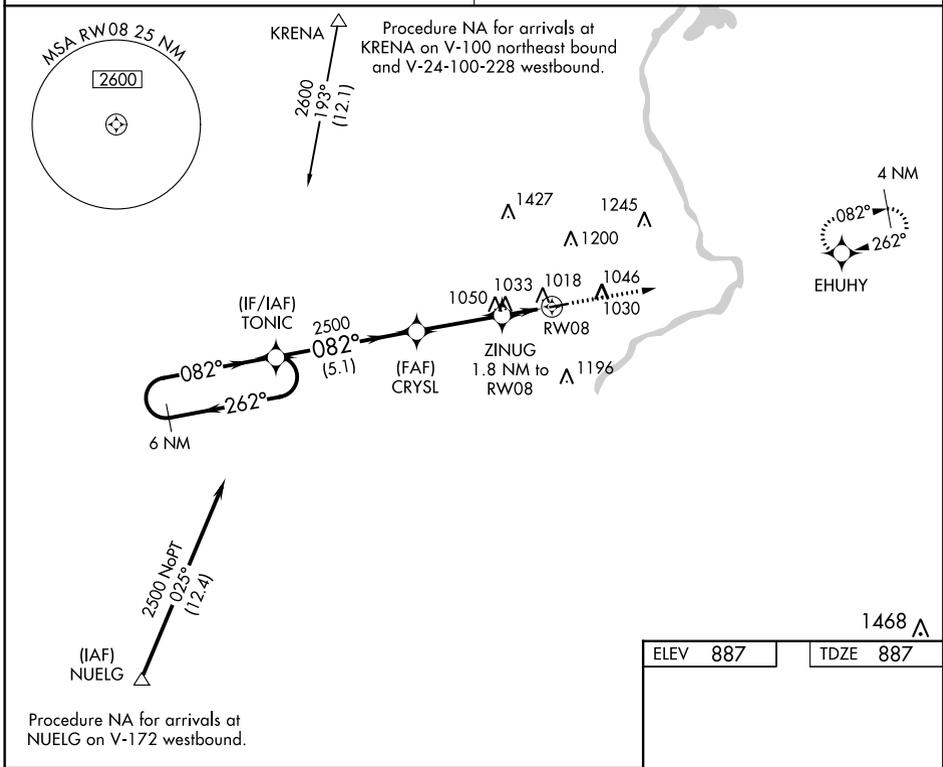 MSA RW08 25 NM
2600
KRENA
Procedure NA for arrivals at
KRENA on V-100 northeast bound
and V-24-100-228 westbound.
2600
193°
(12.1)
4 NM
082°
262°
EHUHY
1427
1245
1200
1018
1046
1033
1050
1030
RW08
ZINUG
1.8 NM to
RW08
1196
(IF/IAF)
TONIC
2500
082°
(5.1)
(FAF)
CRYSL
082°
262°
6 NM
2500 NoPT
025°
(12.4)
(IAF)
NUELG
Procedure NA for arrivals at
NUELG on V-172 westbound.
1468
ELEV 887
TDZE 887